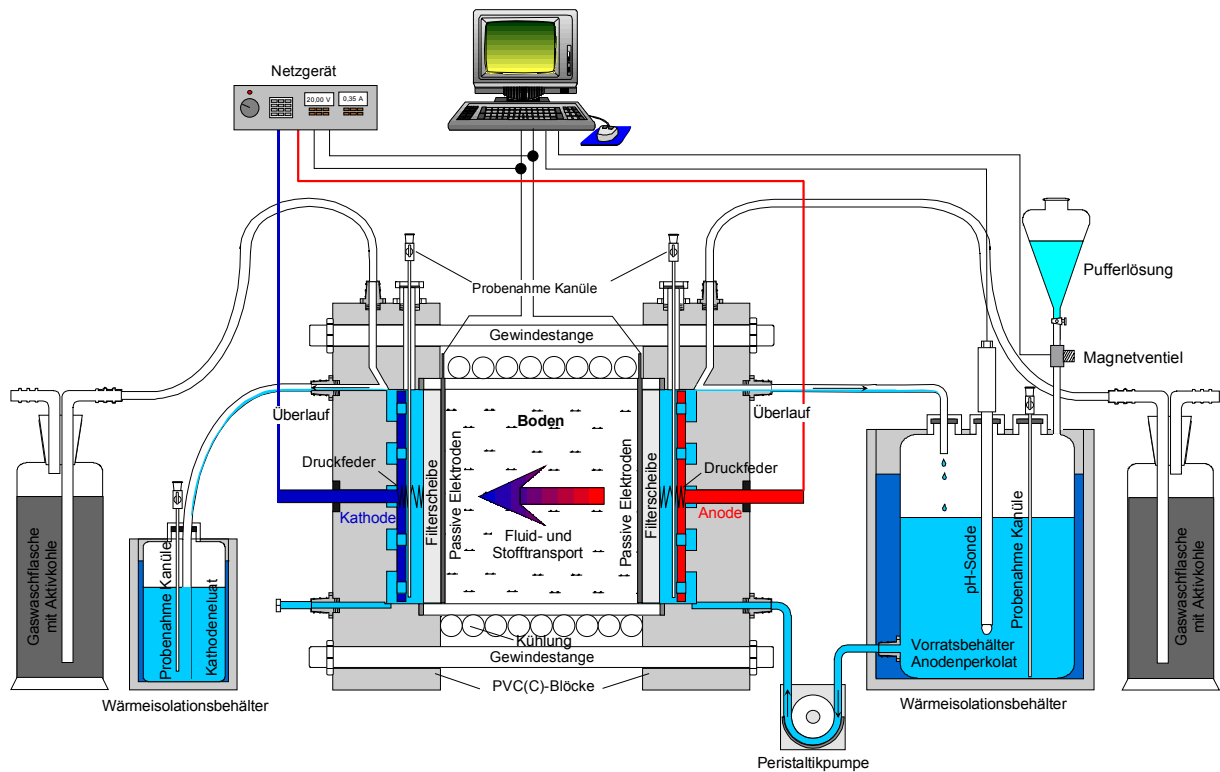 Netzgerät
20,00 V
0,35 A
Probenahme Kanüle
Pufferlösung
Magnetventiel
Gewindestange
Überlauf
Überlauf
Boden
Druckfeder
Druckfeder
Kathode
Anode
Filterscheibe
Passive Elektroden
Passive Elektroden
Filterscheibe
Fluid- und
Stofftransport
Kühlung
Gewindestange
PVC(C)-Blöcke
Gaswaschflasche
mit Aktivkohle
Probenahme Kanüle
Kathodeneluat
Wärmeisolationsbehälter
pH-Sonde
Probenahme Kanüle
Vorratsbehälter
Anodenperkolat
Wärmeisolationsbehälter
Gaswaschflasche
mit Aktivkohle
Peristaltikpumpe